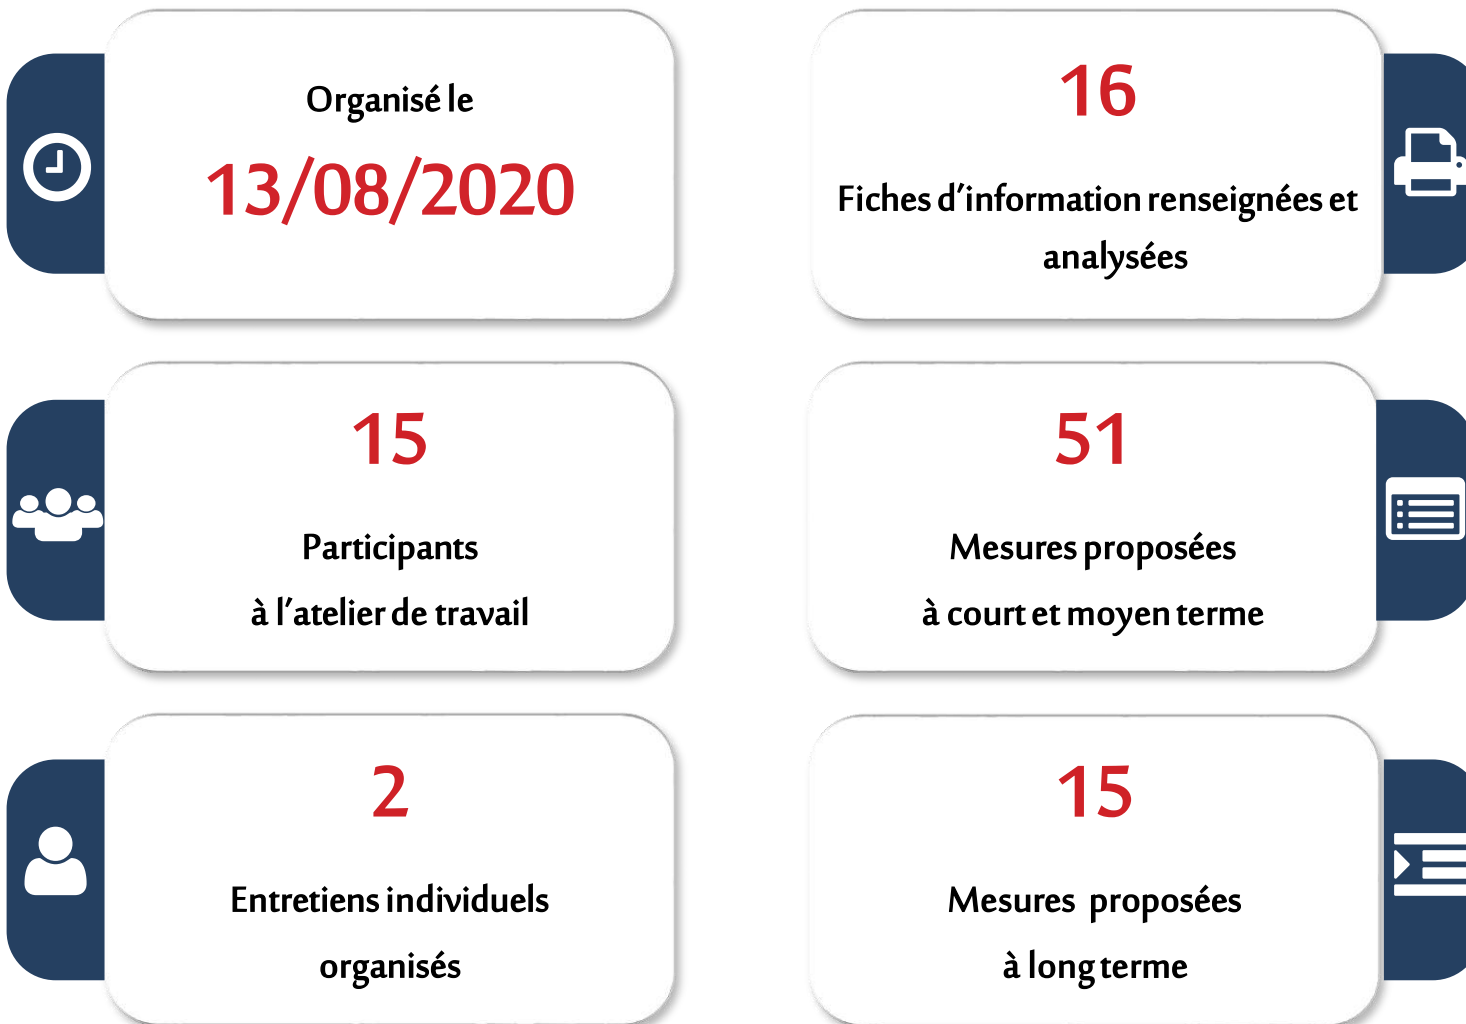 Organisé le
13/08/2020
16
Fiches d’information renseignées et
analysées
15
Participants
à l’atelier de travail
51
Mesures proposées
à court et moyen terme
2
Entretiens individuels
organisés
15
Mesures proposées
à long terme